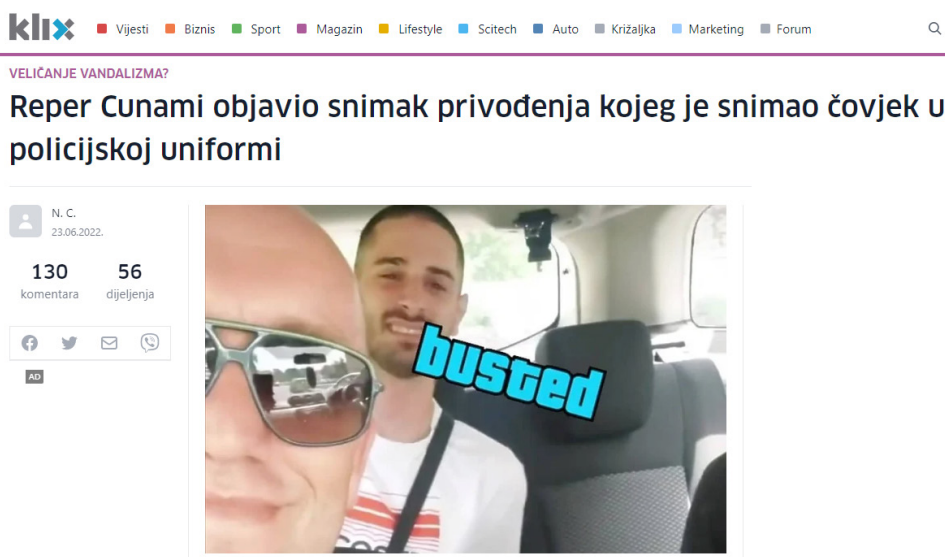 klix
Vijesti
Biznis
Sport
Magazin
Lifestyle
Scitech
Auto
Križaljka
Marketing
Forum
VELIČANJE VANDALIZMA?
Reper Cunami objavio snimak privođenja kojeg je snimao čovjek u
policijskoj uniformi
N. C.
23.06.2022.
130
komentara
56
dijeljenja
AD
busted